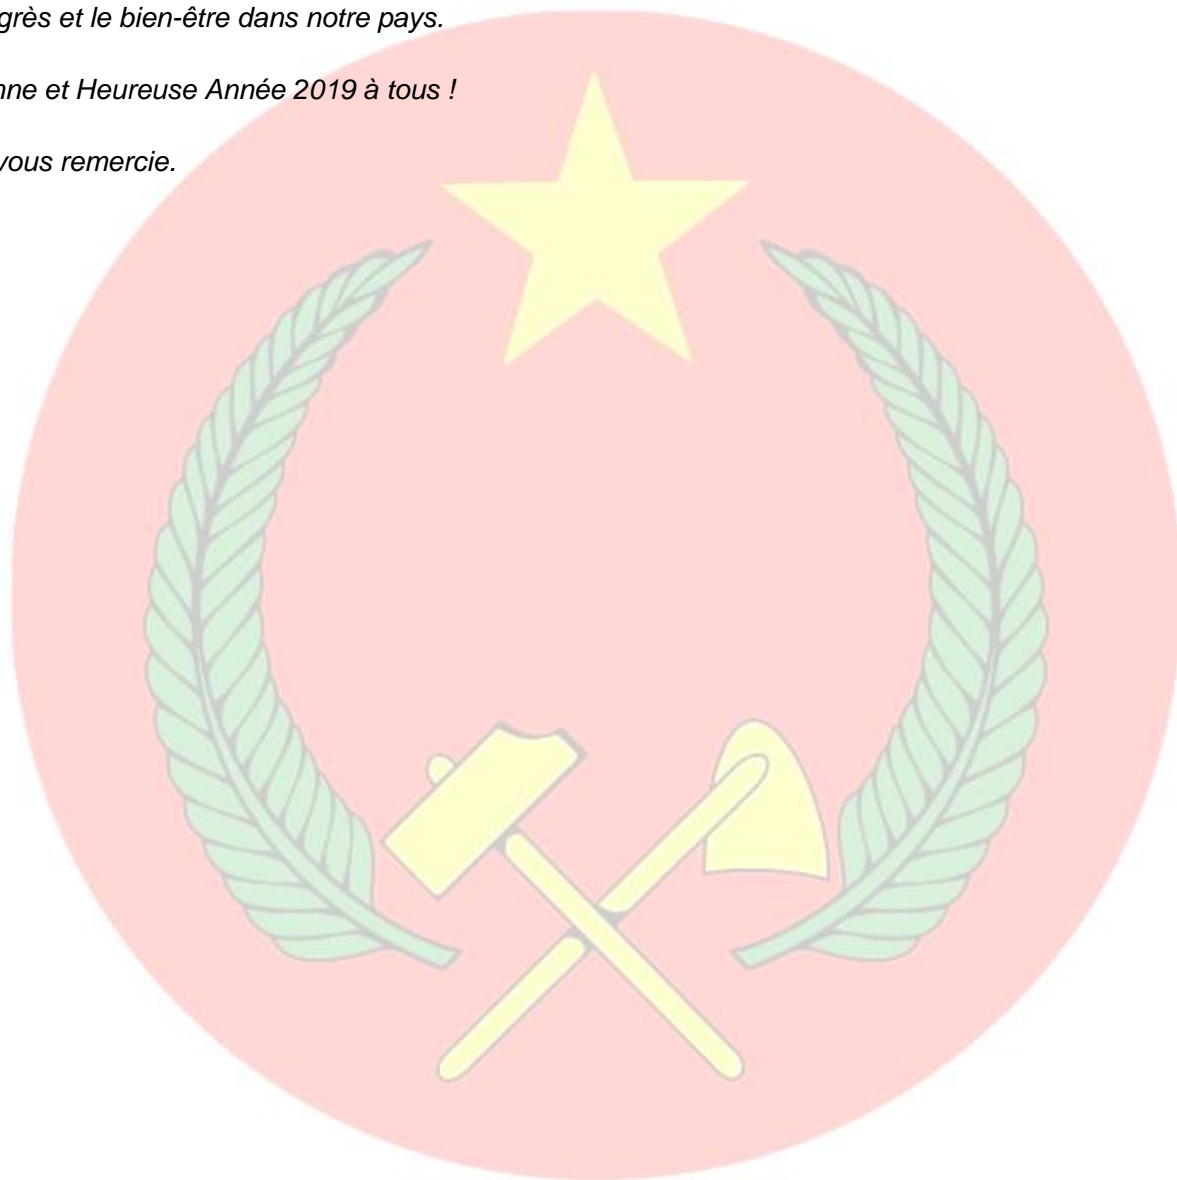 grès et le bien-être dans notre pays.
nne et Heureuse Année 2019 à tous !
vous remercie.